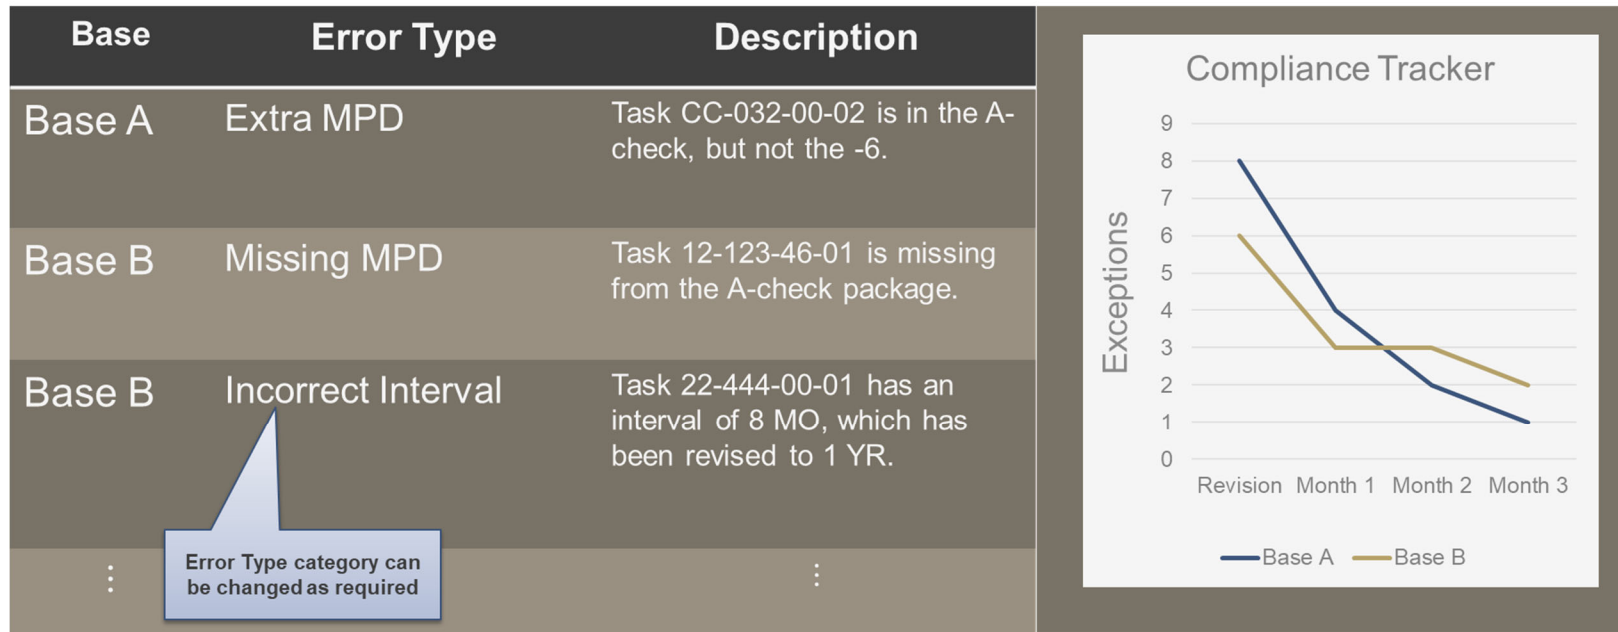 Base Error Type Description
Base A Extra MPD Task CC-032-00-02 is in the A-
check, but not the -6.
Base B Missing MPD Task 12-123-46-01 is missing
from the A-check package.
Base B Incorrect Interval Task 22-444-00-01 has an
interval of 8 MO, which has
been revised to 1 YR.
Error Type category can
be changed as required
⋮ ⋮
Compliance Tracker
Exceptions
9
8
7
6
5
4
3
2
1
0
Revision Month 1 Month 2 Month 3
Base A Base B